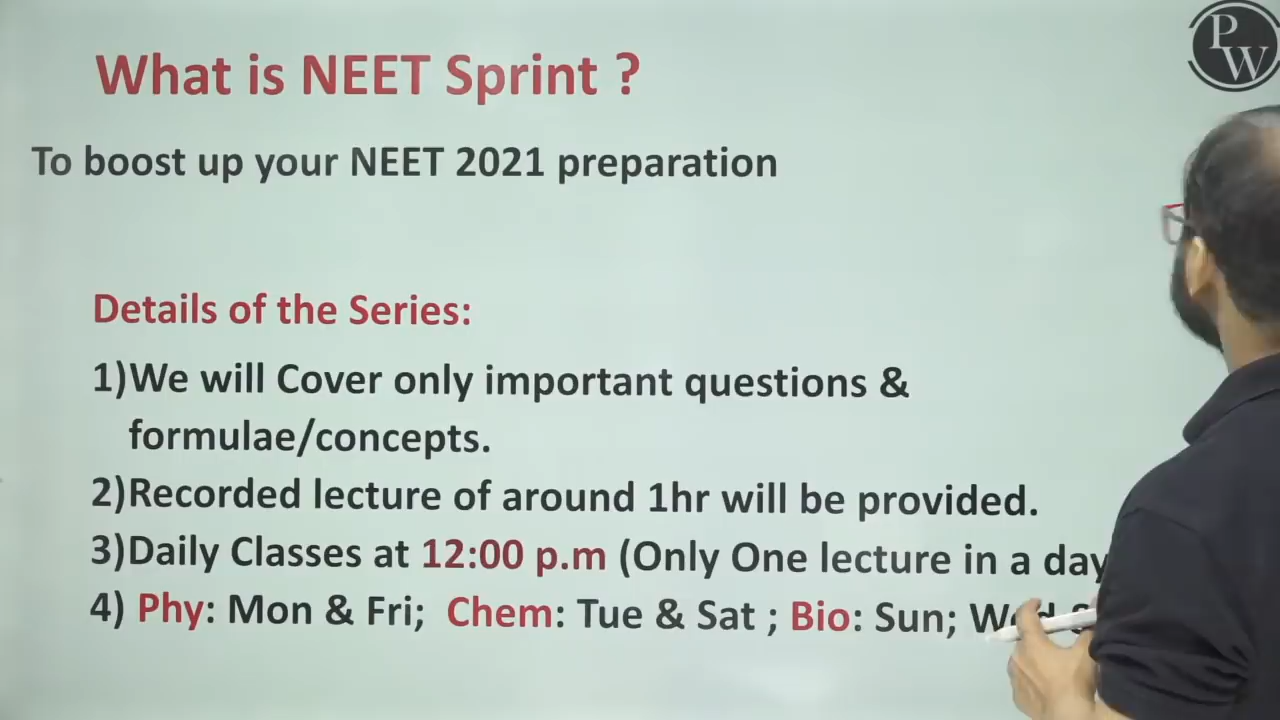 PW
What is NEET Sprint ?
To boost up your NEET 2021 preparation
Details of the Series:
1)We will Cover only important questions &
formulae/concepts.
2)Recorded lecture of around 1hr will be provided.
3)Daily Classes at 12:00 p.m (Only One lecture in a day
4) Phy: Mon & Fri; Chem: Tue & Sat ; Bio: Sun; Wed &